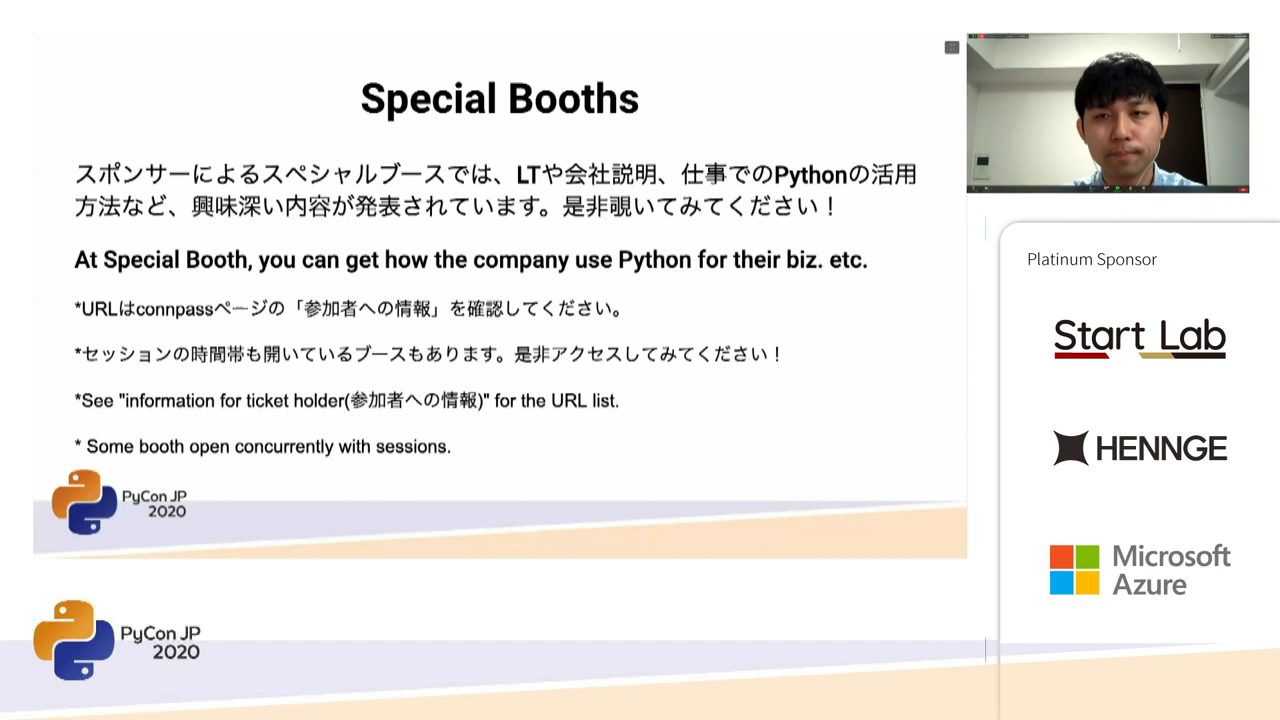 Special Booths
スポンサーによるスペシャルブースでは、LTや会社説明、仕事でのPythonの活用
方法など、興味深い内容が発表されています。是非覗いてみてください！
At Special Booth, you can get how the company use Python for their biz. etc.
*URLはconnpassページの「参加者への情報」を確認してください。
*セッションの時間帯も開いているブースもあります。是非アクセスしてみてください！
*See "information for ticket holder(参加者への情報)" for the URL list.
* Some booth open concurrently with sessions.
PyCon JP
2020
Platinum Sponsor
Start Lab
HENNGE
Microsoft
Azure
PyCon JP
2020